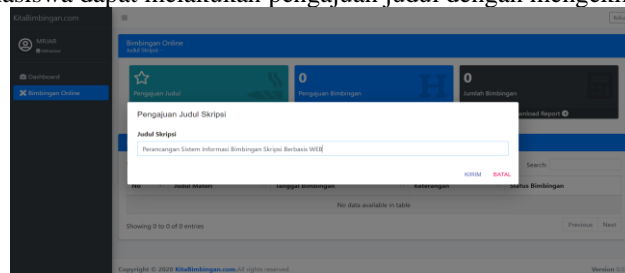 dapat melakukan pengajuan judul dengan
KitaBimbingan.com
MTUAR
Bimbingan Online
Judul Skripsi :
Dashboard
Bimbingan Online
Pengajuan Judul
0
Pengajuan Bimbingan
0
Jumlah Bimbingan
Download Report
Pengajuan Judul Skripsi
Judul Skripsi
Perancangan Sistem Informasi Bimbingan Skripsi Berbasis WEB
KIRIM BATAL
Search:
No Judul Materi Tanggal Bimbingan Keterangan Status Bimbingan
No data available in table
Showing 0 to 0 of 0 entries
Previous Next
Copyright © 2020 KitaBimbingan.com All rights reserved.
Version